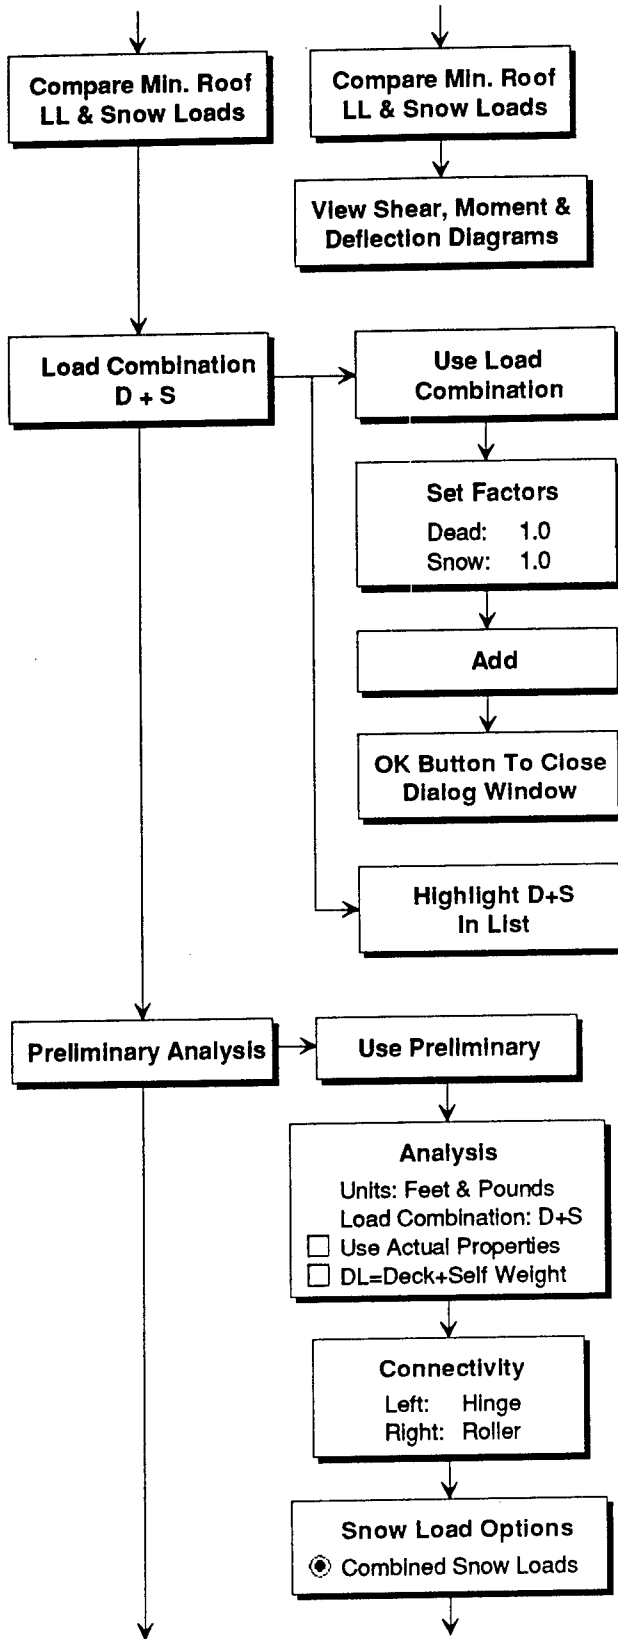 Compare Min. Roof
LL & Snow Loads
Compare Min. Roof
LL & Snow Loads
View Shear, Moment &
Deflection Diagrams
Load Combination
D + S
Use Load
Combination
Set Factors
Dead: 1.0
Snow: 1.0
Add
OK Button To Close
Dialog Window
Highlight D+S
In List
Preliminary Analysis
Use Preliminary
Analysis
Units: Feet & Pounds
Load Combination: D+S
Use Actual Properties
DL=Deck+Self Weight
Connectivity
Left: Hinge
Right: Roller
Snow Load Options
Combined Snow Loads